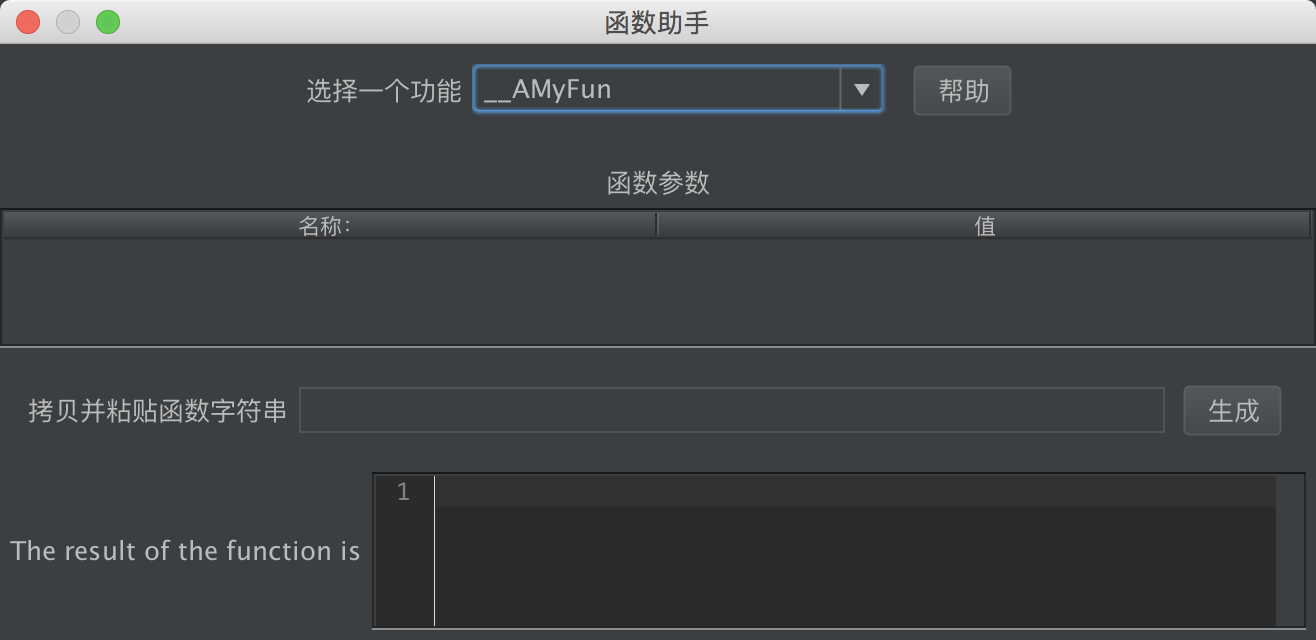 函数助手
选择一个功能 __AMyFun 帮助
函数参数
名称: 值
拷贝并粘贴函数字符串 生成
1
The result of the function is